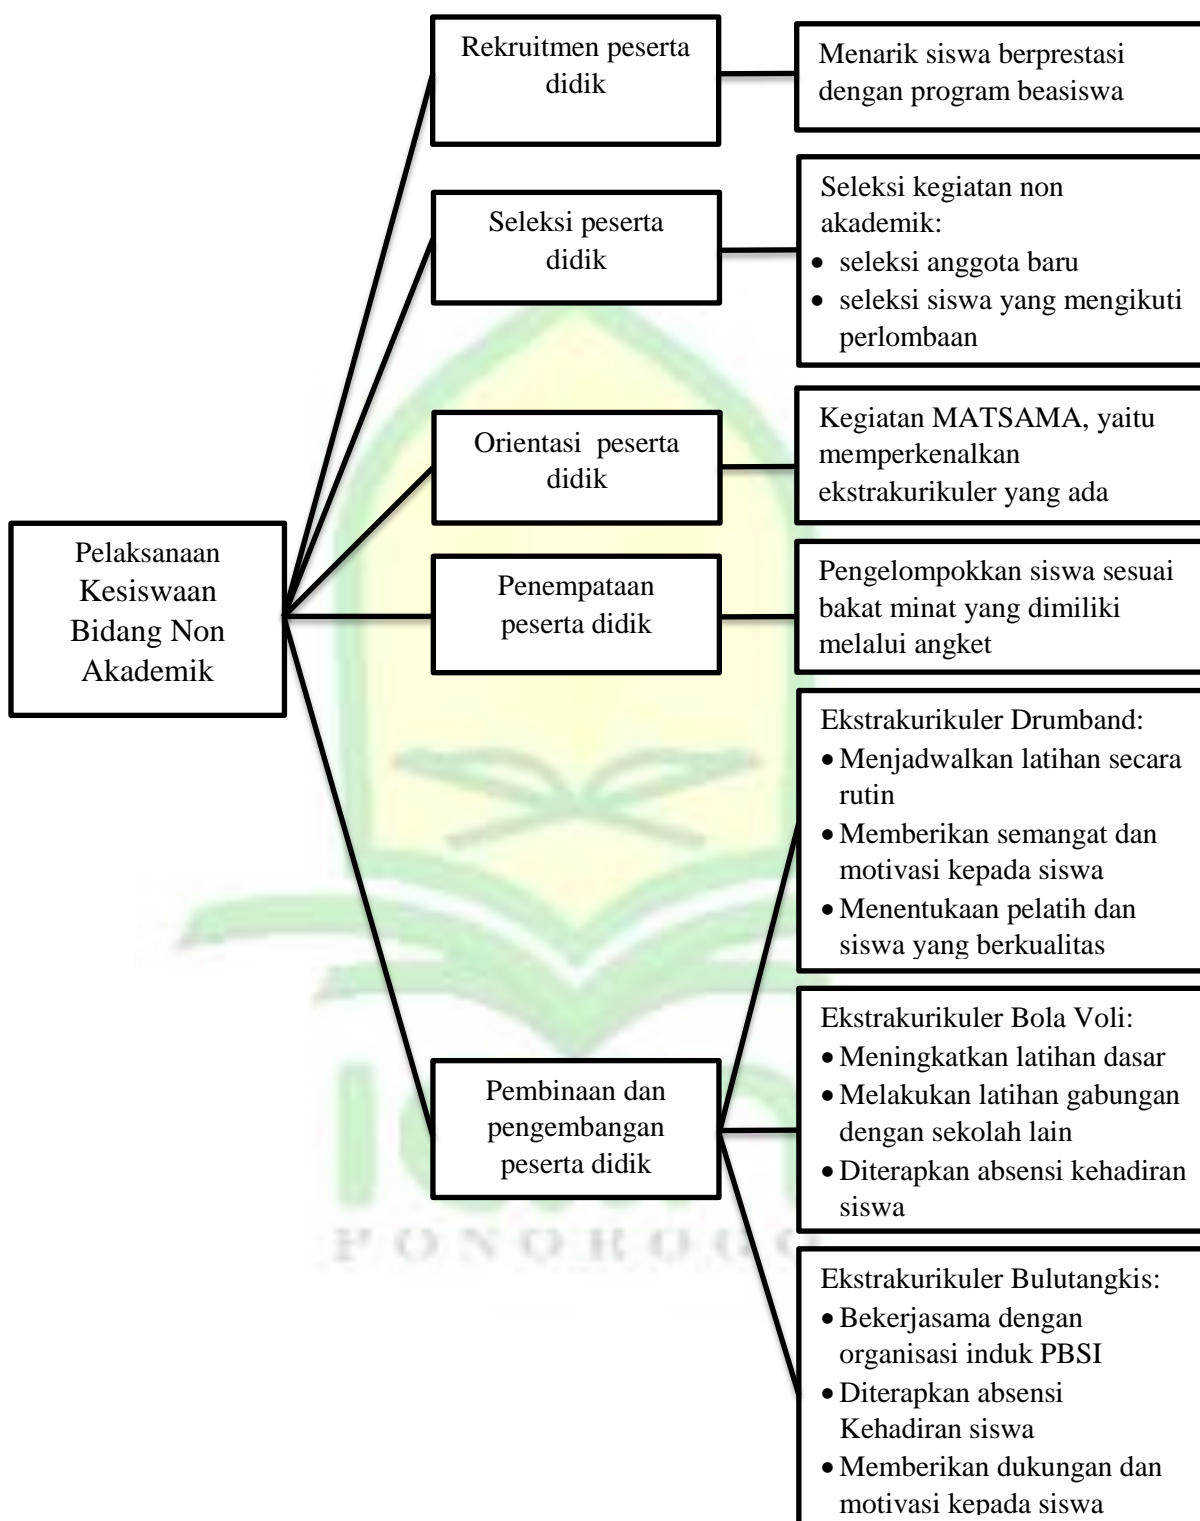 Rekruitmen peserta
didik
Menarik siswa berprestasi
dengan program beasiswa
Seleksi peserta
didik
Seleksi kegiatan non
akademik:
• seleksi anggota baru
• seleksi siswa yang mengikuti
perlombaan
Orientasi peserta
didik
Kegiatan MATSAMA, yaitu
memperkenalkan
ekstrakurikuler yang ada
Pelaksanaan
Kesiswaan
Bidang Non
Akademik
Penempataan
peserta didik
Pengelompokkan siswa sesuai
bakat minat yang dimiliki
melalui angket
Ekstrakurikuler Drumband:
• Menjadwalkan latihan secara
rutin
• Memberikan semangat dan
motivasi kepada siswa
• Menentukaan pelatih dan
siswa yang berkualitas
Pembinaan dan
pengembangan
peserta didik
Ekstrakurikuler Bola Voli:
• Meningkatkan latihan dasar
• Melakukan latihan gabungan
dengan sekolah lain
• Diterapkan absensi kehadiran
siswa
Ekstrakurikuler Bulutangkis:
• Bekerjasama dengan
organisasi induk PBSI
• Diterapkan absensi
Kehadiran siswa
• Memberikan dukungan dan
motivasi kepada siswa
PONOROGO